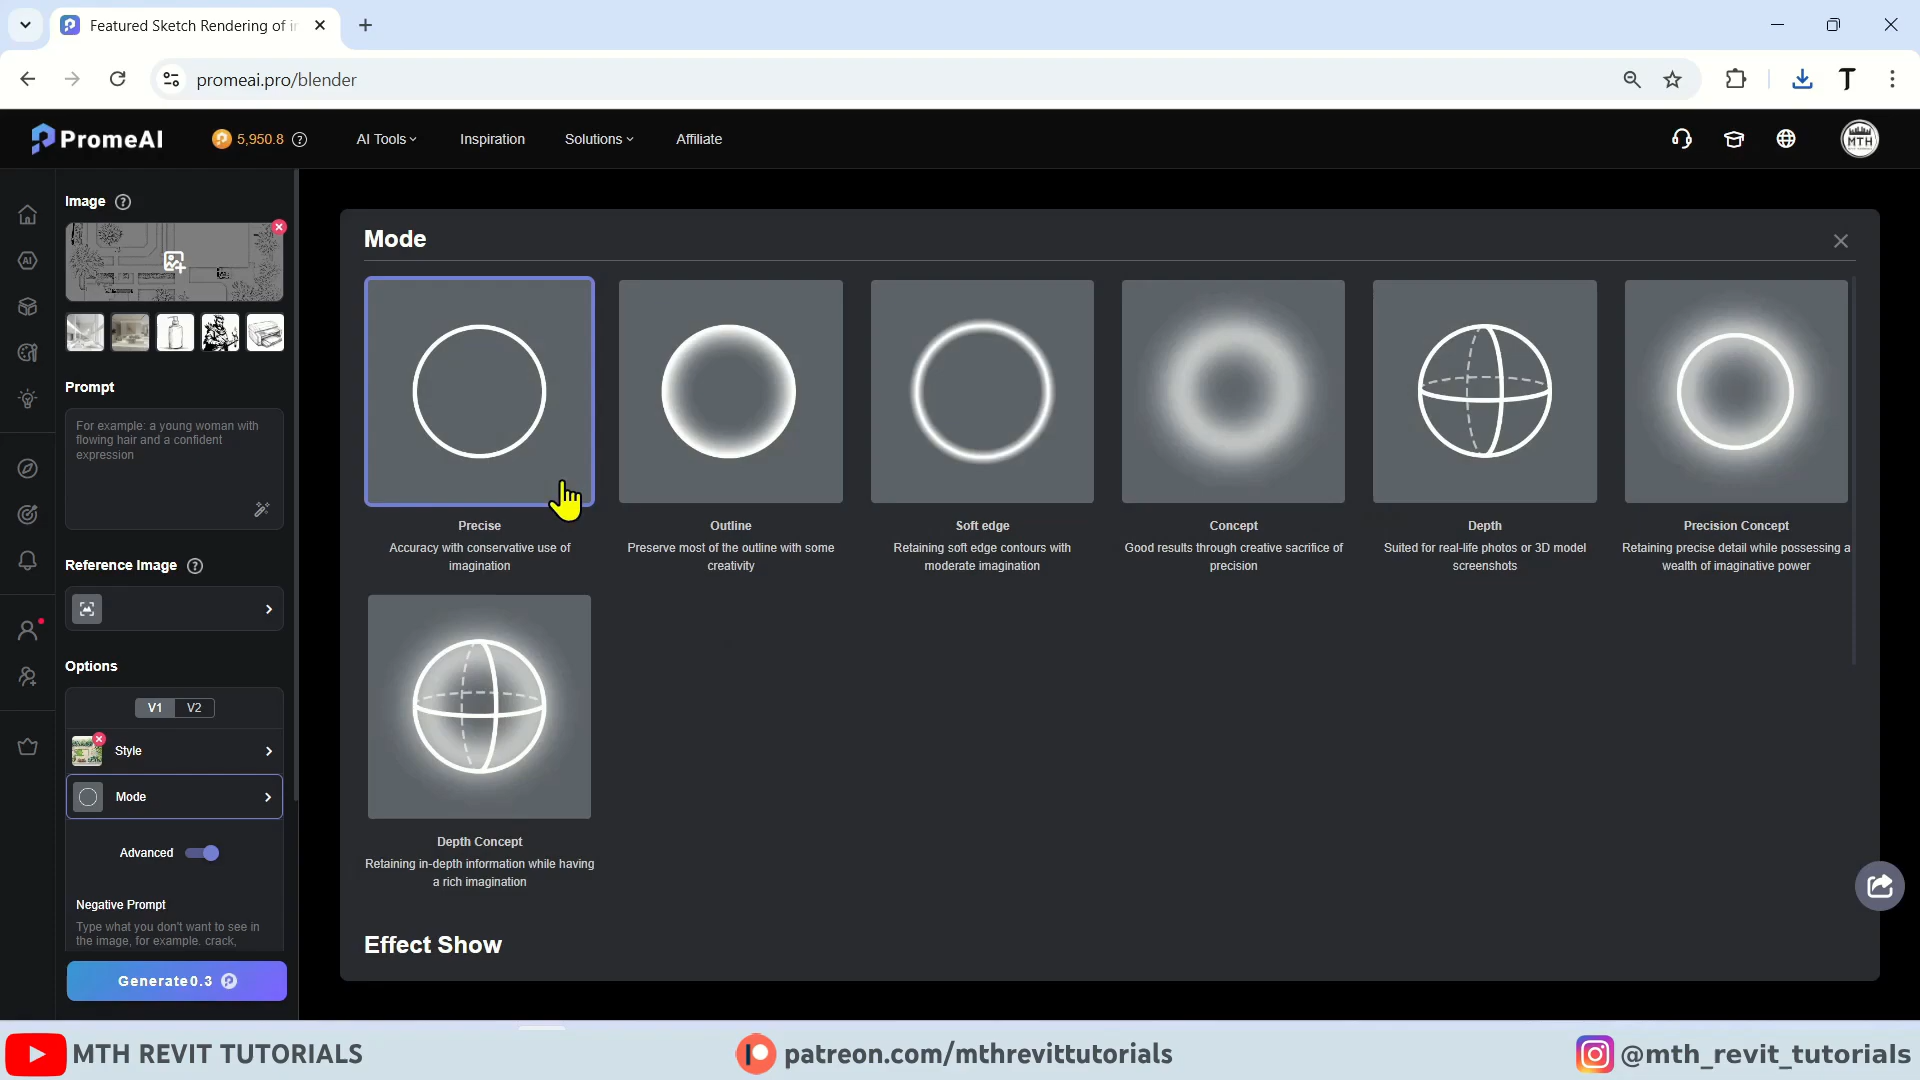 Featured Sketch Rendering of in
promeai.pro/blender
PromeAI
5,950.8
AI Tools
Inspiration
Solutions
Affiliate
MTH
Image
Prompt
For example: a young woman with
flowing hair and a confident
expression
Reference Image
Options
V1 V2
Style
Mode
Advanced
Negative Prompt
Type what you don't want to see in
the image, for example. crack,
Generate0.3
Mode
Precise
Accuracy with conservative use of
imagination
Outline
Preserve most of the outline with some
creativity
Soft edge
Retaining soft edge contours with
moderate imagination
Concept
Good results through creative sacrifice of
precision
Depth
Suited for real-life photos or 3D model
screenshots
Precision Concept
Retaining precise detail while possessing a
wealth of imaginative power
Depth Concept
Retaining in-depth information while having
a rich imagination
Effect Show
MTH REVIT TUTORIALS
patreon.com/mthrevittutorials
@mth_revit_tutorials